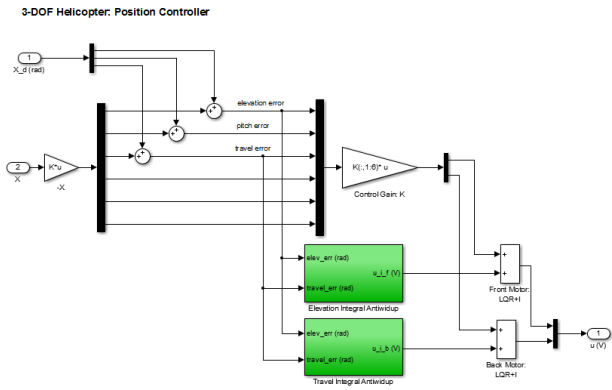 3-DOF Helicopter: Position Controller
1
X_d (rad)
elevation error
pitch error
travel error
2
X
K*u
-X
K(:,1:6)* u
Control Gain: K
elev_err (rad)
u_i_f (V)
travel_err (rad)
Elevation Integral Antiwidup
Front Motor:
LQR+I
elev_err (rad)
u_i_b (V)
travel_err (rad)
Travel Integral Antiwidup
Back Motor:
LQR+I
1
u (V)
+
+
+
+
+
+
+
+
+
+